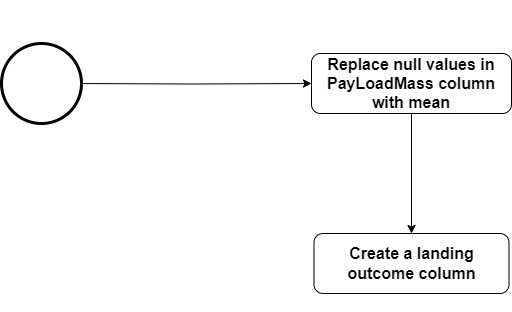 Replace null values in
PayLoadMass column
with mean
Create a landing
outcome column